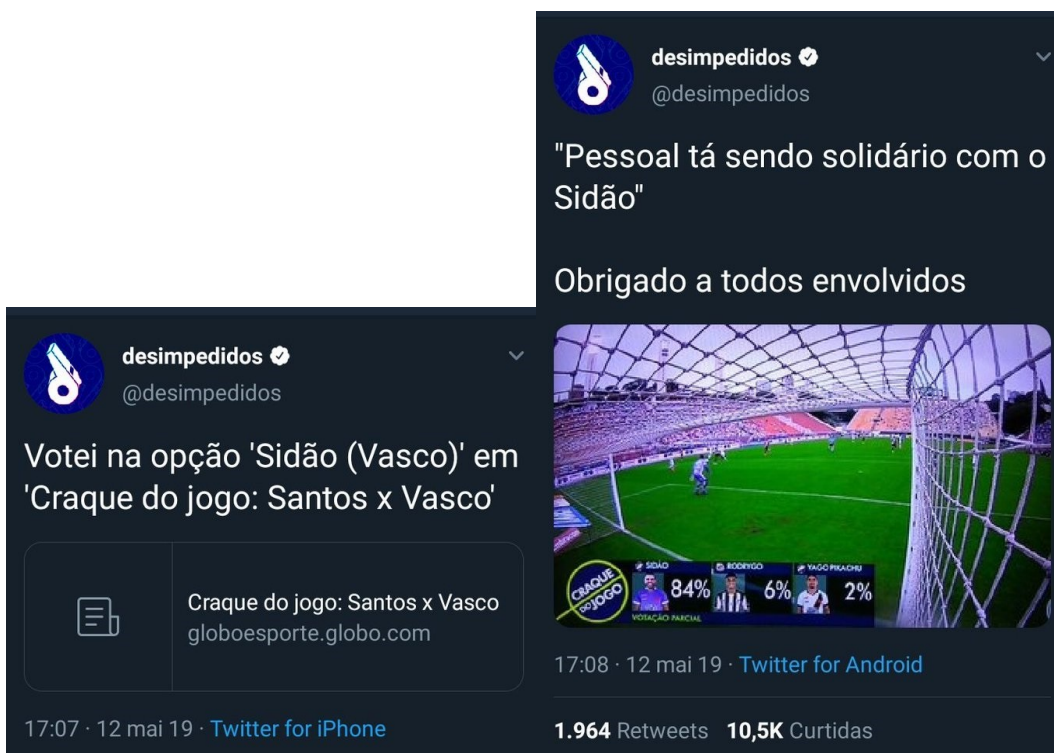 desimpedidos
@desimpedidos
Votei na opção 'Sidão (Vasco)' em
'Craque do jogo: Santos x Vasco'
Craque do jogo: Santos x Vasco
globoesporte.globo.com
17:07 · 12 mai 19 · Twitter for iPhone
desimpedidos
@desimpedidos
"Pessoal tá sendo solidário com o
Sidão"
Obrigado a todos envolvidos
CRAQUE
DO JOGO
SIDÃO
84%
RODRYGO
6%
YAGO PIKACHU
2%
VOTAÇÃO PARCIAL
17:08 · 12 mai 19 · Twitter for Android
1.964 Retweets 10,5K Curtidas